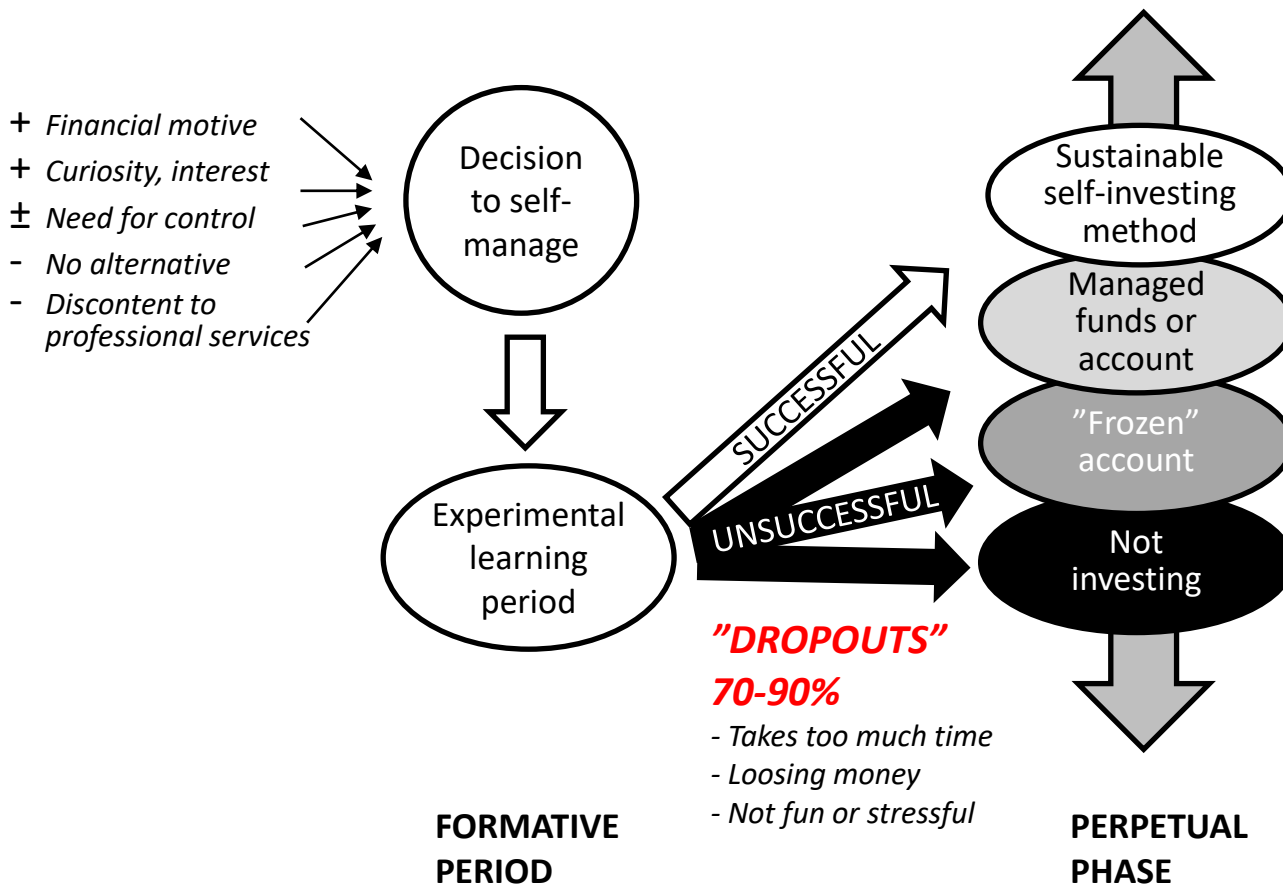 + Financial motive
+ Curiosity, interest
± Need for control
- No alternative
- Discontent to
professional services
Decision
to self-
manage
Experimental
learning
period
SUCCESSFUL
UNSUCCESSFUL
Sustainable
self-investing
method
Managed
funds or
account
”Frozen”
account
Not
investing
”DROPOUTS”
70-90%
- Takes too much time
- Loosing money
- Not fun or stressful
FORMATIVE
PERIOD
PERPETUAL
PHASE